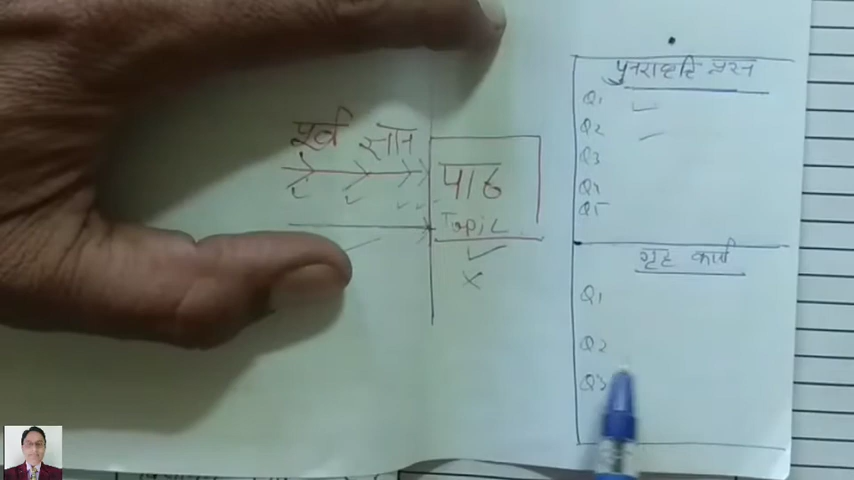 पूर्व ज्ञान
पाठ
Topic
पुनरावृत्ति प्रश्न
Q1
Q2
Q3
Q4
Q5
गृह कार्य
Q1
Q2
Q3